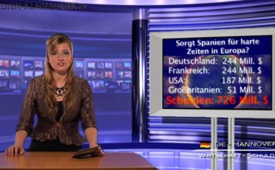 Sorgt Spanien für harte
Zeiten in Europa?
Deutschland: 244 Mill. $
Frankreich: 244 Mill. $
USA: 187 Mill. $
Großbritanien: 51 Mill. $
Schulden: 726 Mill. $
HANNOVER